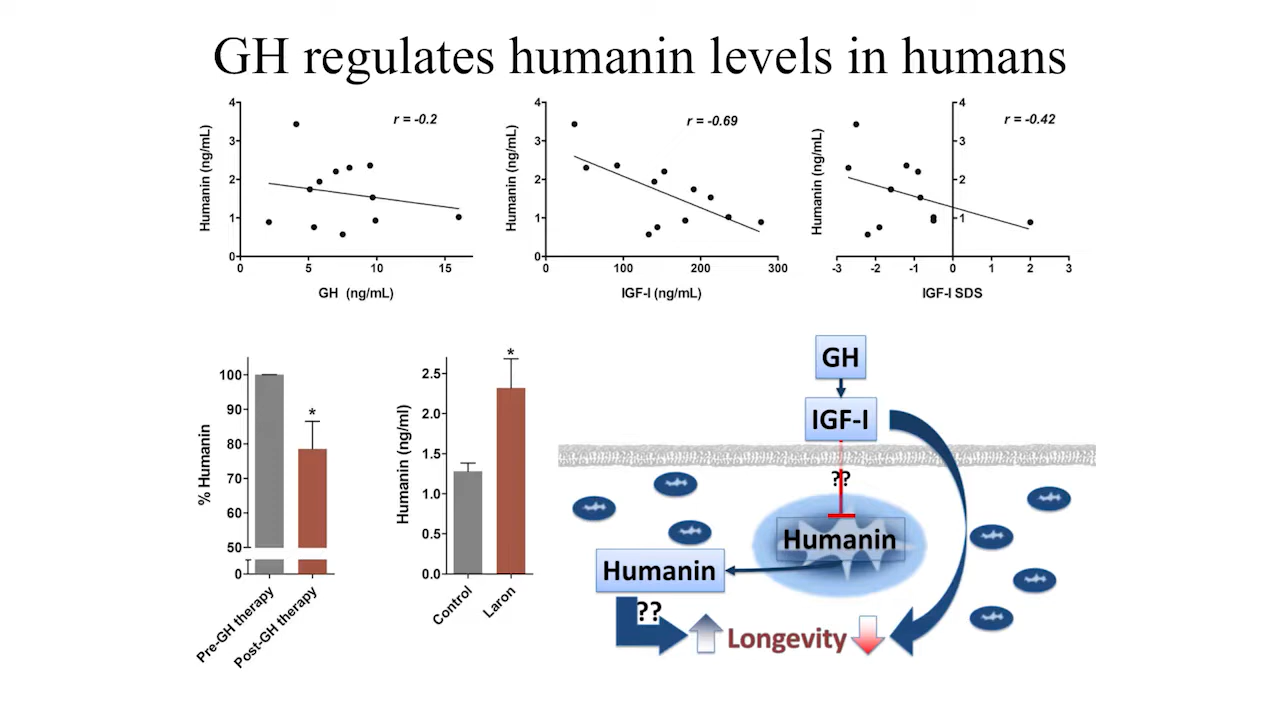 GH regulates humanin levels in humans
Humanin (ng/mL)
4
3
2
1
0
r = -0.2
0
5
10
15
GH (ng/mL)
Humanin (ng/mL)
4
3
2
1
0
r = -0.69
0
100
200
300
IGF-I (ng/mL)
Humanin (ng/mL)
4
3
2
1
r = -0.42
-3
-2
-1
0
1
2
3
IGF-I SDS
% Humanin
100
90
80
70
60
50
0
*
Pre-GH therapy
Post-GH therapy
Humanin (ng/ml)
2.5
2.0
1.5
1.0
0.5
0.0
*
Control
Laron
GH
IGF-I
??
Humanin
Humanin
??
Longevity